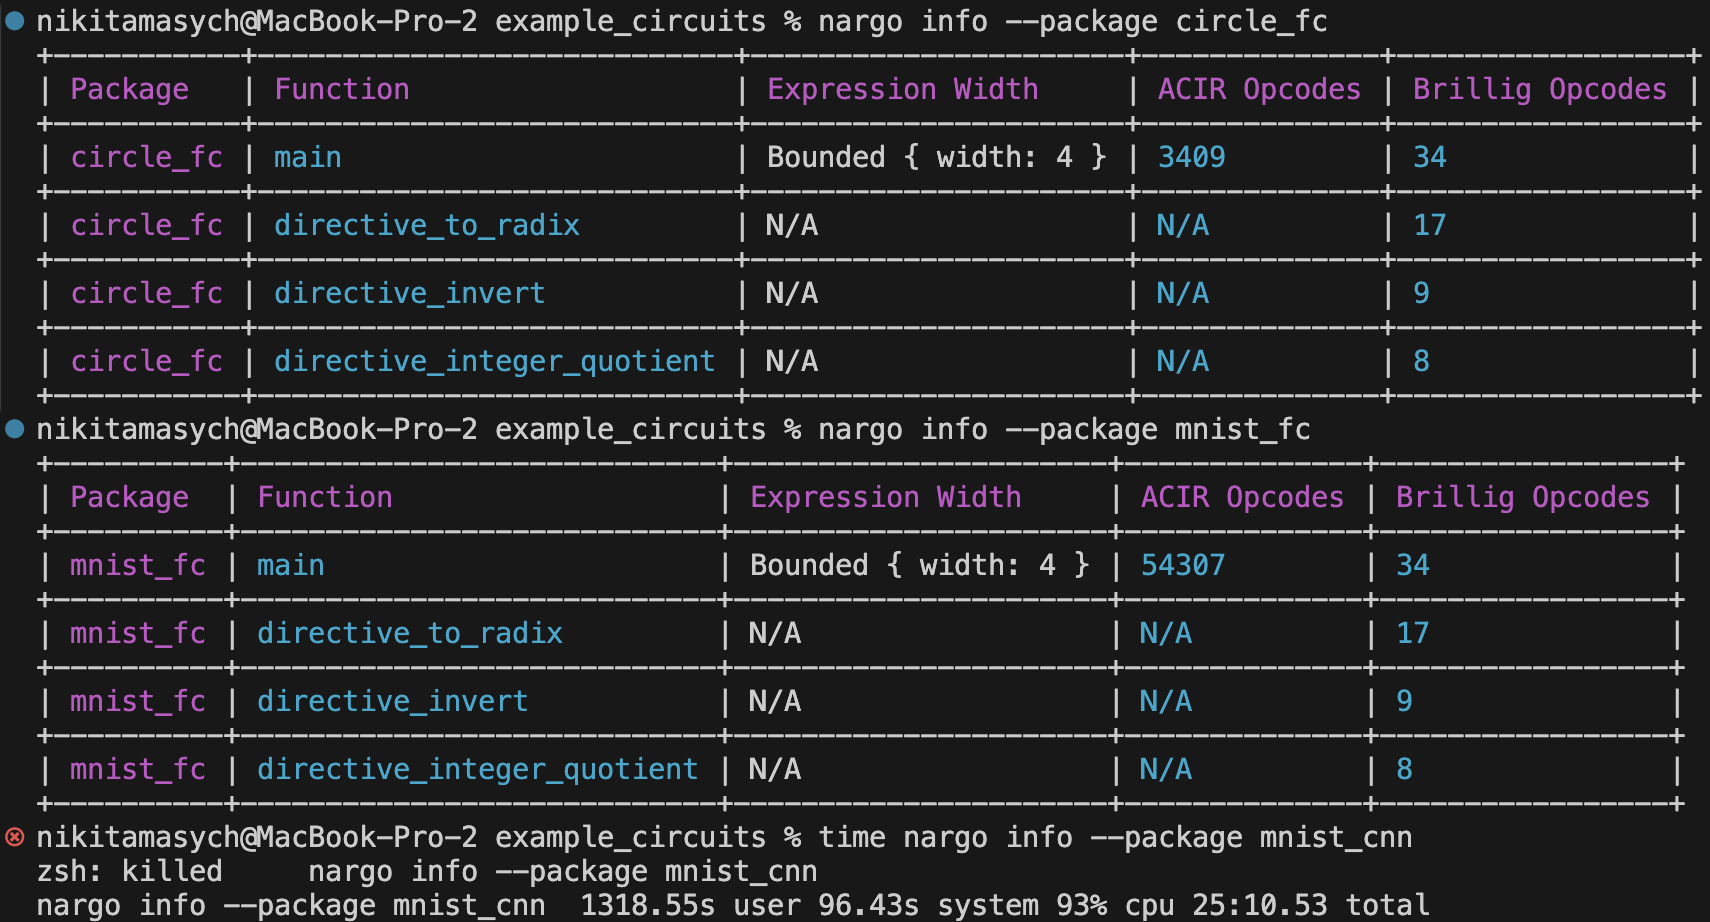 nikitamasych@MacBook-Pro-2 example_circuits % nargo info --package circle_fc
+-----------+----------------------------+----------------------+--------------+-----------------+
| Package   | Function                   | Expression Width     | ACIR Opcodes | Brillig Opcodes |
+-----------+----------------------------+----------------------+--------------+-----------------+
| circle_fc | main                       | Bounded { width: 4 } | 3409         | 34              |
+-----------+----------------------------+----------------------+--------------+-----------------+
| circle_fc | directive_to_radix         | N/A                  | N/A          | 17              |
+-----------+----------------------------+----------------------+--------------+-----------------+
| circle_fc | directive_invert           | N/A                  | N/A          | 9               |
+-----------+----------------------------+----------------------+--------------+-----------------+
| circle_fc | directive_integer_quotient | N/A                  | N/A          | 8               |
+-----------+----------------------------+----------------------+--------------+-----------------+
nikitamasych@MacBook-Pro-2 example_circuits % nargo info --package mnist_fc
+----------+----------------------------+----------------------+--------------+-----------------+
| Package  | Function                   | Expression Width     | ACIR Opcodes | Brillig Opcodes |
+----------+----------------------------+----------------------+--------------+-----------------+
| mnist_fc | main                       | Bounded { width: 4 } | 54307        | 34              |
+----------+----------------------------+----------------------+--------------+-----------------+
| mnist_fc | directive_to_radix         | N/A                  | N/A          | 17              |
+----------+----------------------------+----------------------+--------------+-----------------+
| mnist_fc | directive_invert           | N/A                  | N/A          | 9               |
+----------+----------------------------+----------------------+--------------+-----------------+
| mnist_fc | directive_integer_quotient | N/A                  | N/A          | 8               |
+----------+----------------------------+----------------------+--------------+-----------------+
nikitamasych@MacBook-Pro-2 example_circuits % time nargo info --package mnist_cnn
zsh: killed     nargo info --package mnist_cnn
nargo info --package mnist_cnn  1318.55s user 96.43s system 93% cpu 25:10.53 total